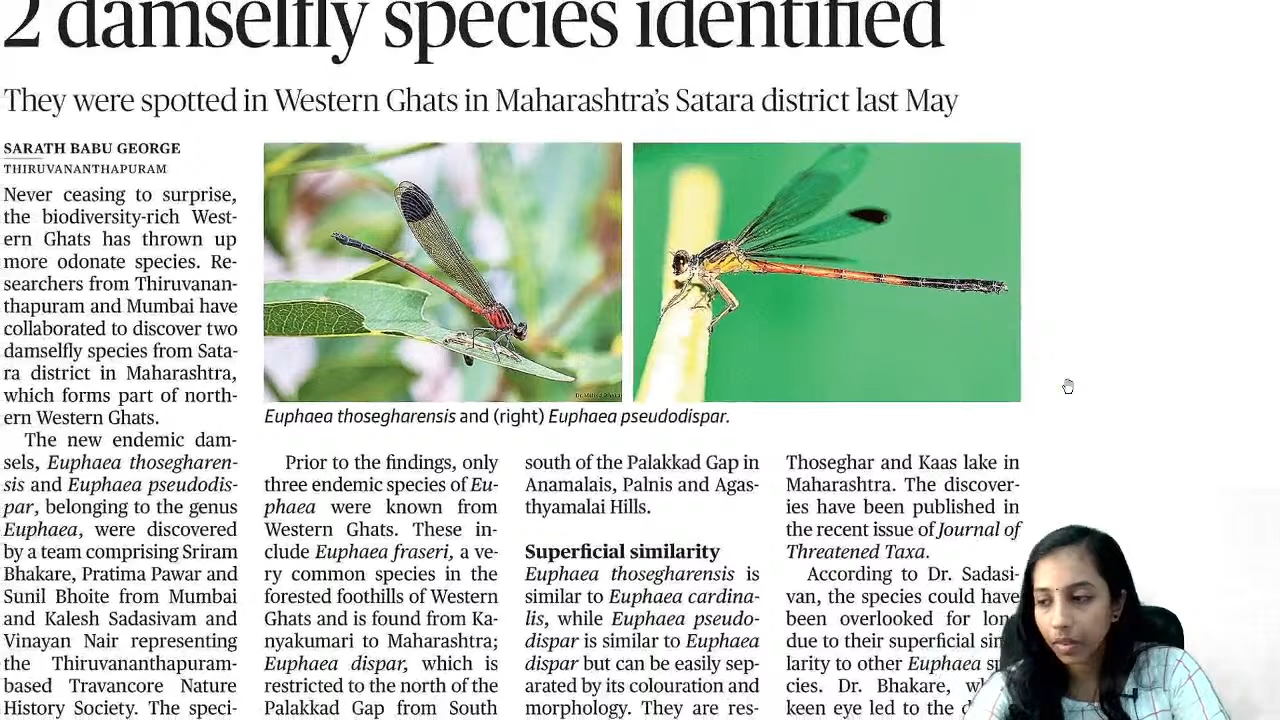 2 damselfly species identified
They were spotted in Western Ghats in Maharashtra's Satara district last May
SARATH BABU GEORGE
THIRUVANANTHAPURAM
Never ceasing to surprise,
the biodiversity-rich West-
ern Ghats has thrown up
more odonate species. Re-
searchers from Thiruvanan-
thapuram and Mumbai have
collaborated to discover two
damselfly species from Sata-
ra district in Maharashtra,
which forms part of north-
ern Western Ghats.
The new endemic dam-
sels, Euphaea thosegharen-
sis and Euphaea pseudodis-
par, belonging to the genus
Euphaea, were discovered
by a team comprising Sriram
Bhakare, Pratima Pawar and
Sunil Bhoite from Mumbai
and Kalesh Sadasivam and
Vinayan Nair representing
the Thiruvananthapuram-
based Travancore Nature
History Society. The speci-
Euphaea thosegharensis and (right) Euphaea pseudodispar.
Prior to the findings, only
three endemic species of Eu-
phaea were known from
Western Ghats. These in-
clude Euphaea fraseri, a ve-
ry common species in the
forested foothills of Western
Ghats and is found from Ka-
nyakumari to Maharashtra;
Euphaea dispar, which is
restricted to the north of the
Palakkad Gap from South
south of the Palakkad Gap in
Anamalais, Palnis and Agas-
thyamalai Hills.
Superficial similarity
Euphaea thosegharensis is
similar to Euphaea cardina-
lis, while Euphaea pseudo-
dispar is similar to Euphaea
dispar but can be easily sep-
arated by its colouration and
morphology. They are res-
Thoseghar and Kaas lake in
Maharashtra. The discover-
ies have been published in
the recent issue of Journal of
Threatened Taxa.
According to Dr. Sadasi-
van, the species could have
been overlooked for long
due to their superficial sim
larity to other Euphaea sp
cies. Dr. Bhakare, wh
keen eye led to the d